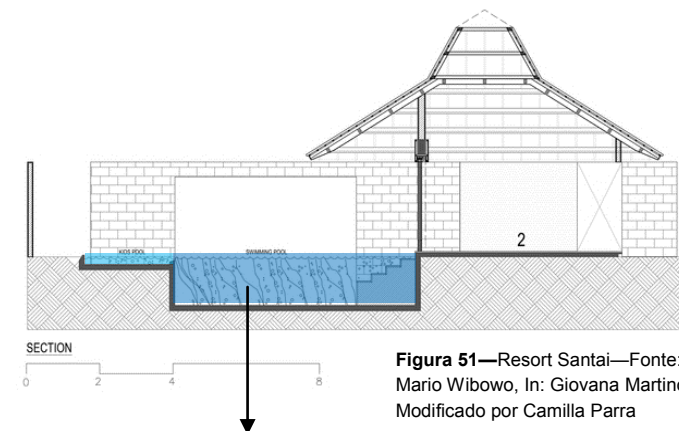 KIDS POOL
SWIMMING POOL
2
SECTION
0 2 4 8
Figura 51—Resort Santai—Fonte:
Mario Wibowo, In: Giovana Martino
Modificado por Camilla Parra